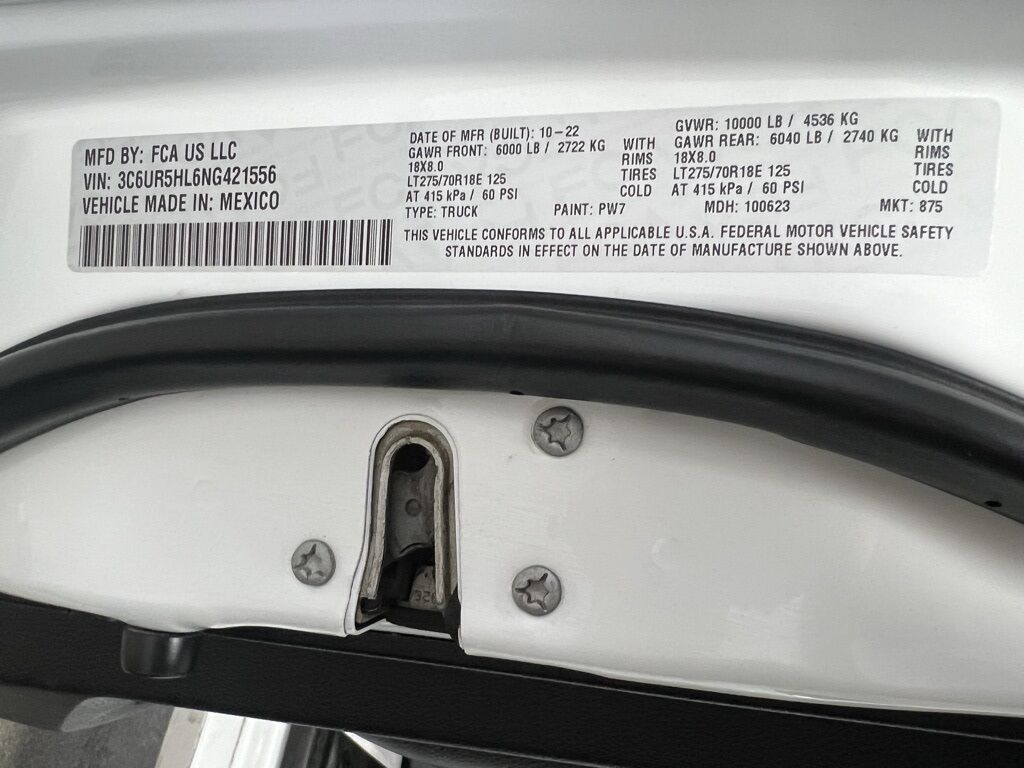 MFD BY: FCA US LLC
VIN: 3C6UR5HL6NG421556
VEHICLE MADE IN: MEXICO
DATE OF MFR (BUILT): 10-22
GAWR FRONT: 6000 LB / 2722 KG WITH
18X8.0 RIMS
LT275/70R18E 125 TIRES
AT 415 kPa / 60 PSI COLD
TYPE: TRUCK PAINT: PW7
GVWR: 10000 LB / 4536 KG
GAWR REAR: 6040 LB / 2740 KG WITH
18X8.0 RIMS
LT275/70R18E 125 TIRES
AT 415 kPa / 60 PSI COLD
MDH: 100623 MKT: 875
THIS VEHICLE CONFORMS TO ALL APPLICABLE U.S.A. FEDERAL MOTOR VEHICLE SAFETY
STANDARDS IN EFFECT ON THE DATE OF MANUFACTURE SHOWN ABOVE.